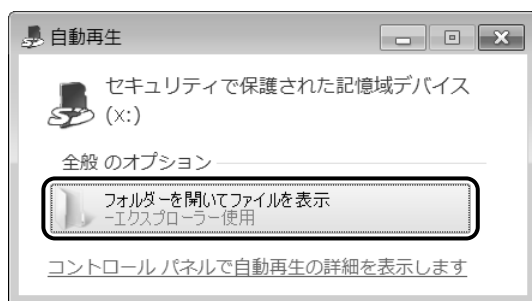 自動再生
セキュリティで保護された記憶域デバイス
(x:)
全般 のオプション
フォルダーを開いてファイルを表示
-エクスプローラー使用
コントロール パネルで自動再生の詳細を表示します